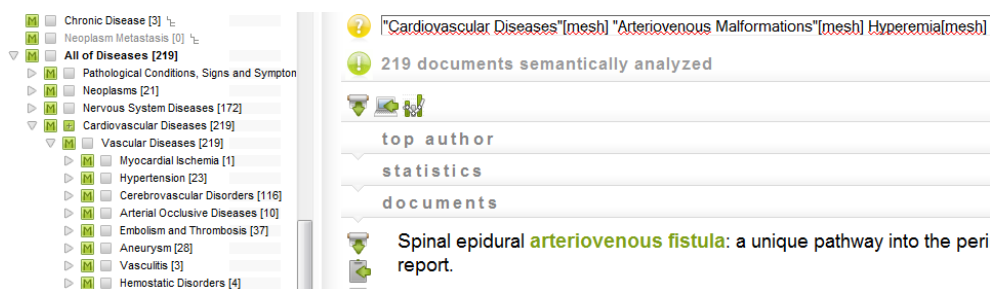 Chronic Disease [3]
Neoplasm Metastasis [0]
All of Diseases [219]
Pathological Conditions, Signs and Sympton
Neoplasms [21]
Nervous System Diseases [172]
Cardiovascular Diseases [219]
Vascular Diseases [219]
Myocardial Ischemia [1]
Hypertension [23]
Cerebrovascular Disorders [116]
Arterial Occlusive Diseases [10]
Embolism and Thrombosis [37]
Aneurysm [28]
Vasculitis [3]
Hemostatic Disorders [4]
"Cardiovascular Diseases"[mesh] "Arteriovenous Malformations"[mesh] Hyperemia[mesh]
219 documents semantically analyzed
top author
statistics
documents
Spinal epidural arteriovenous fistula: a unique pathway into the peri
report.